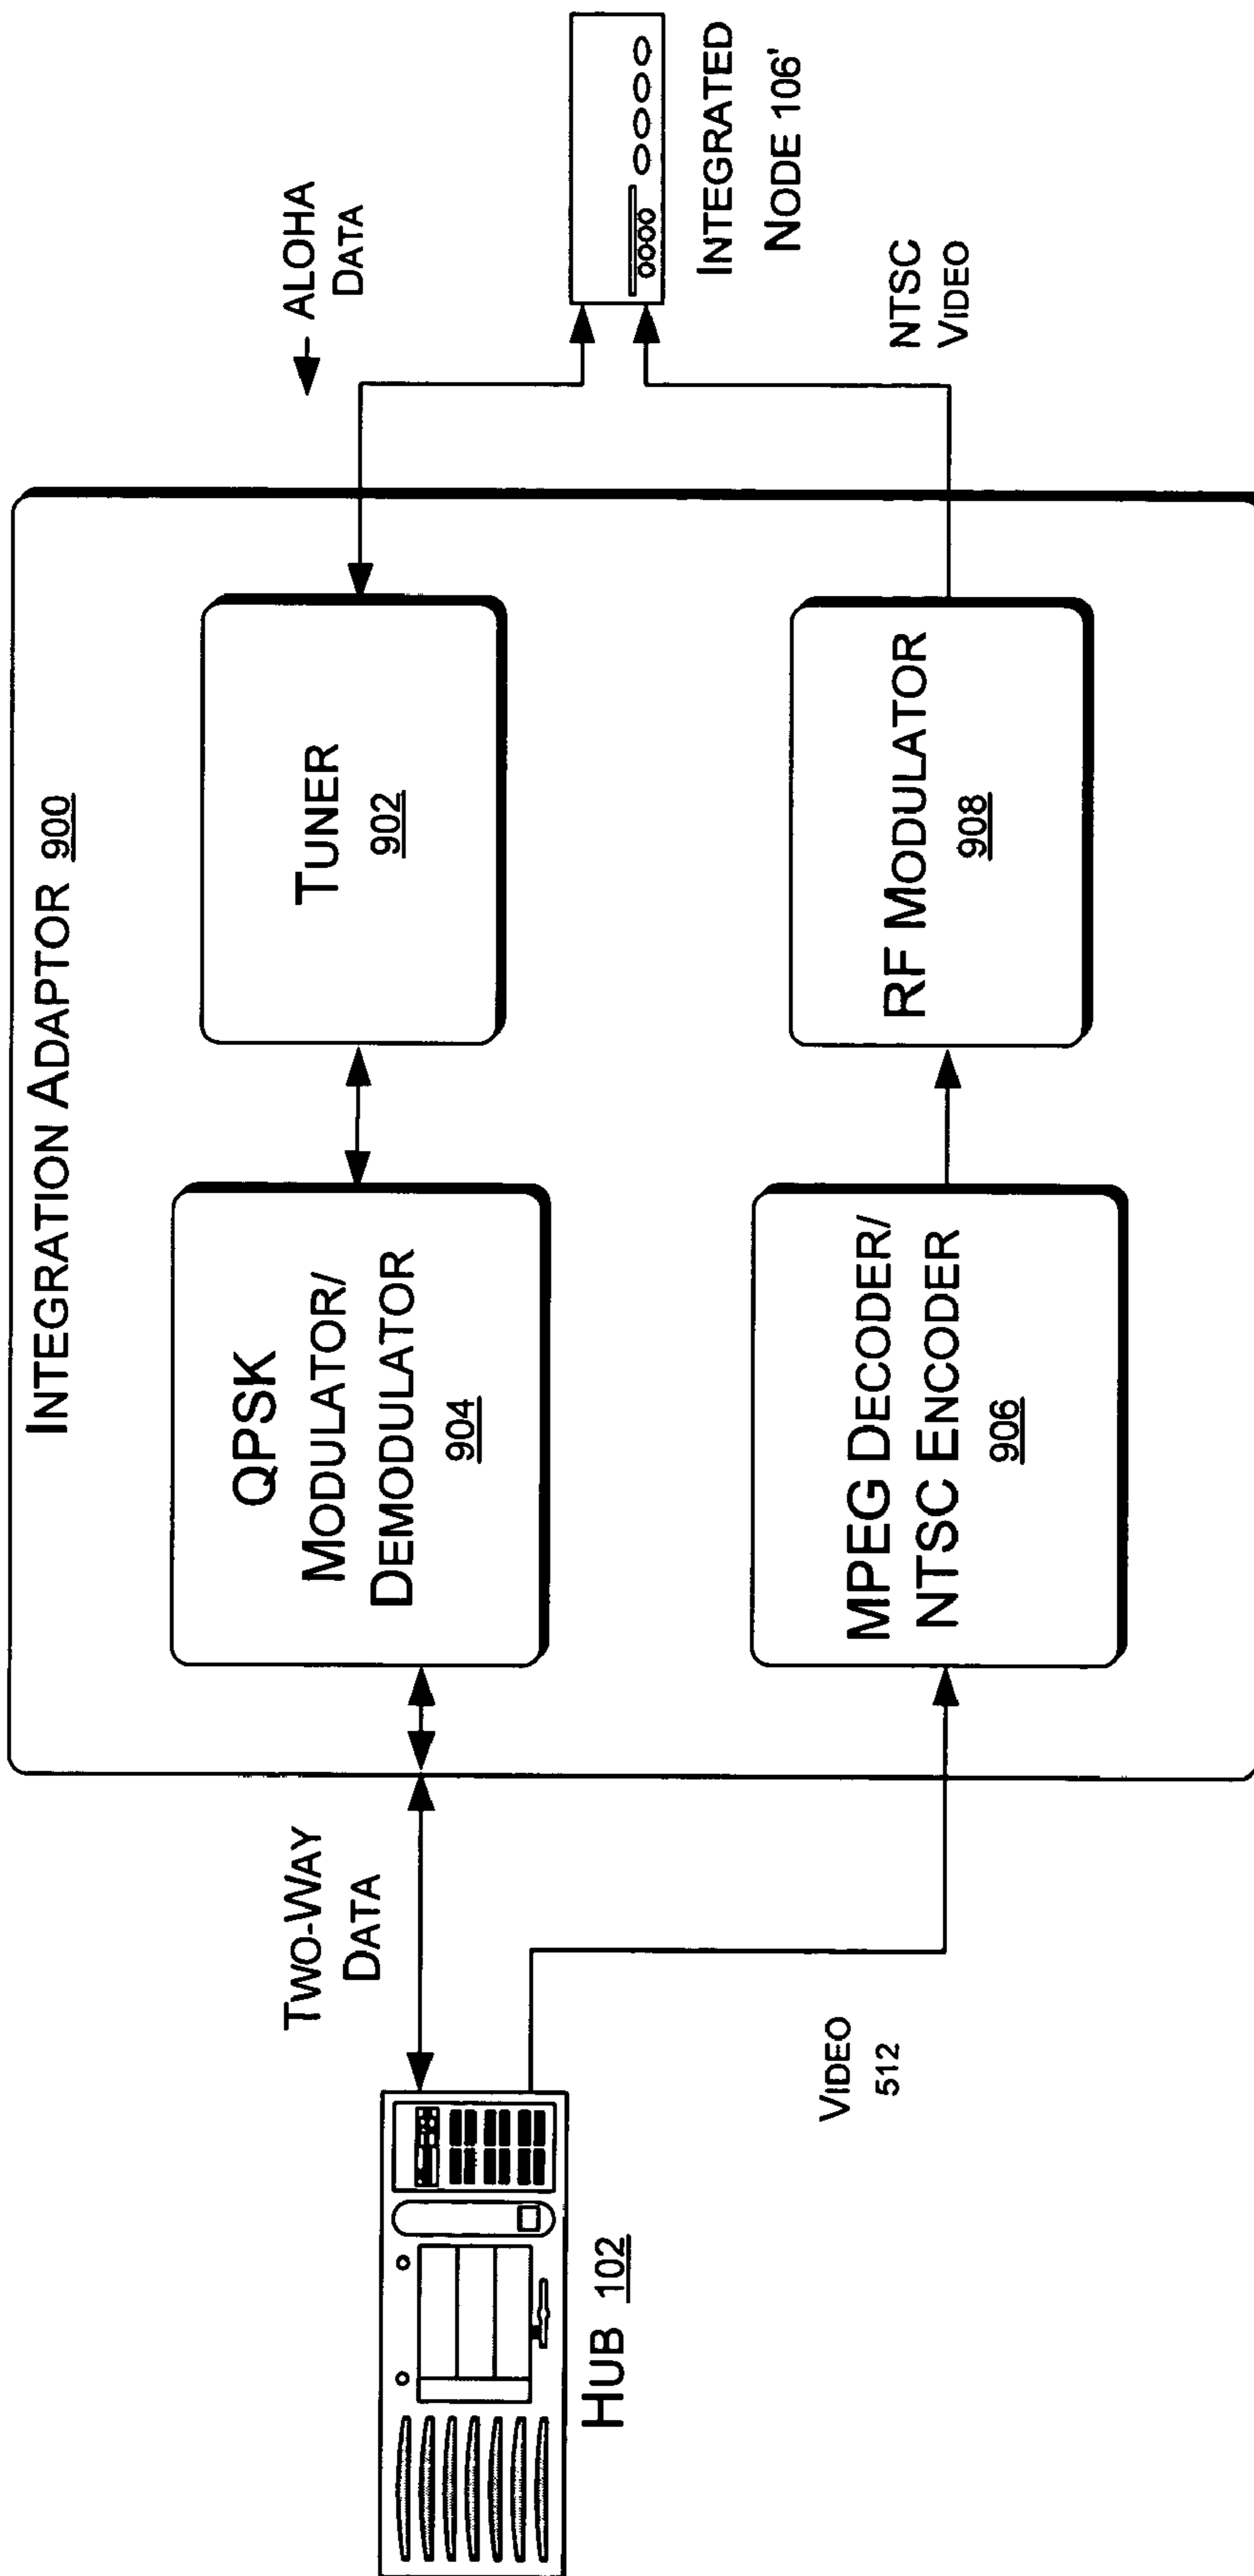 INTEGRATION ADAPTOR 900
TWO-WAY
DATA
QPSK
MODULATOR/
DEMODULATOR
904
TUNER
902
ALOHA
DATA
HUB 102
VIDEO
512
MPEG DECODER/
NTSC ENCODER
906
RF MODULATOR
908
INTEGRATED
NODE 106'
NTSC
VIDEO